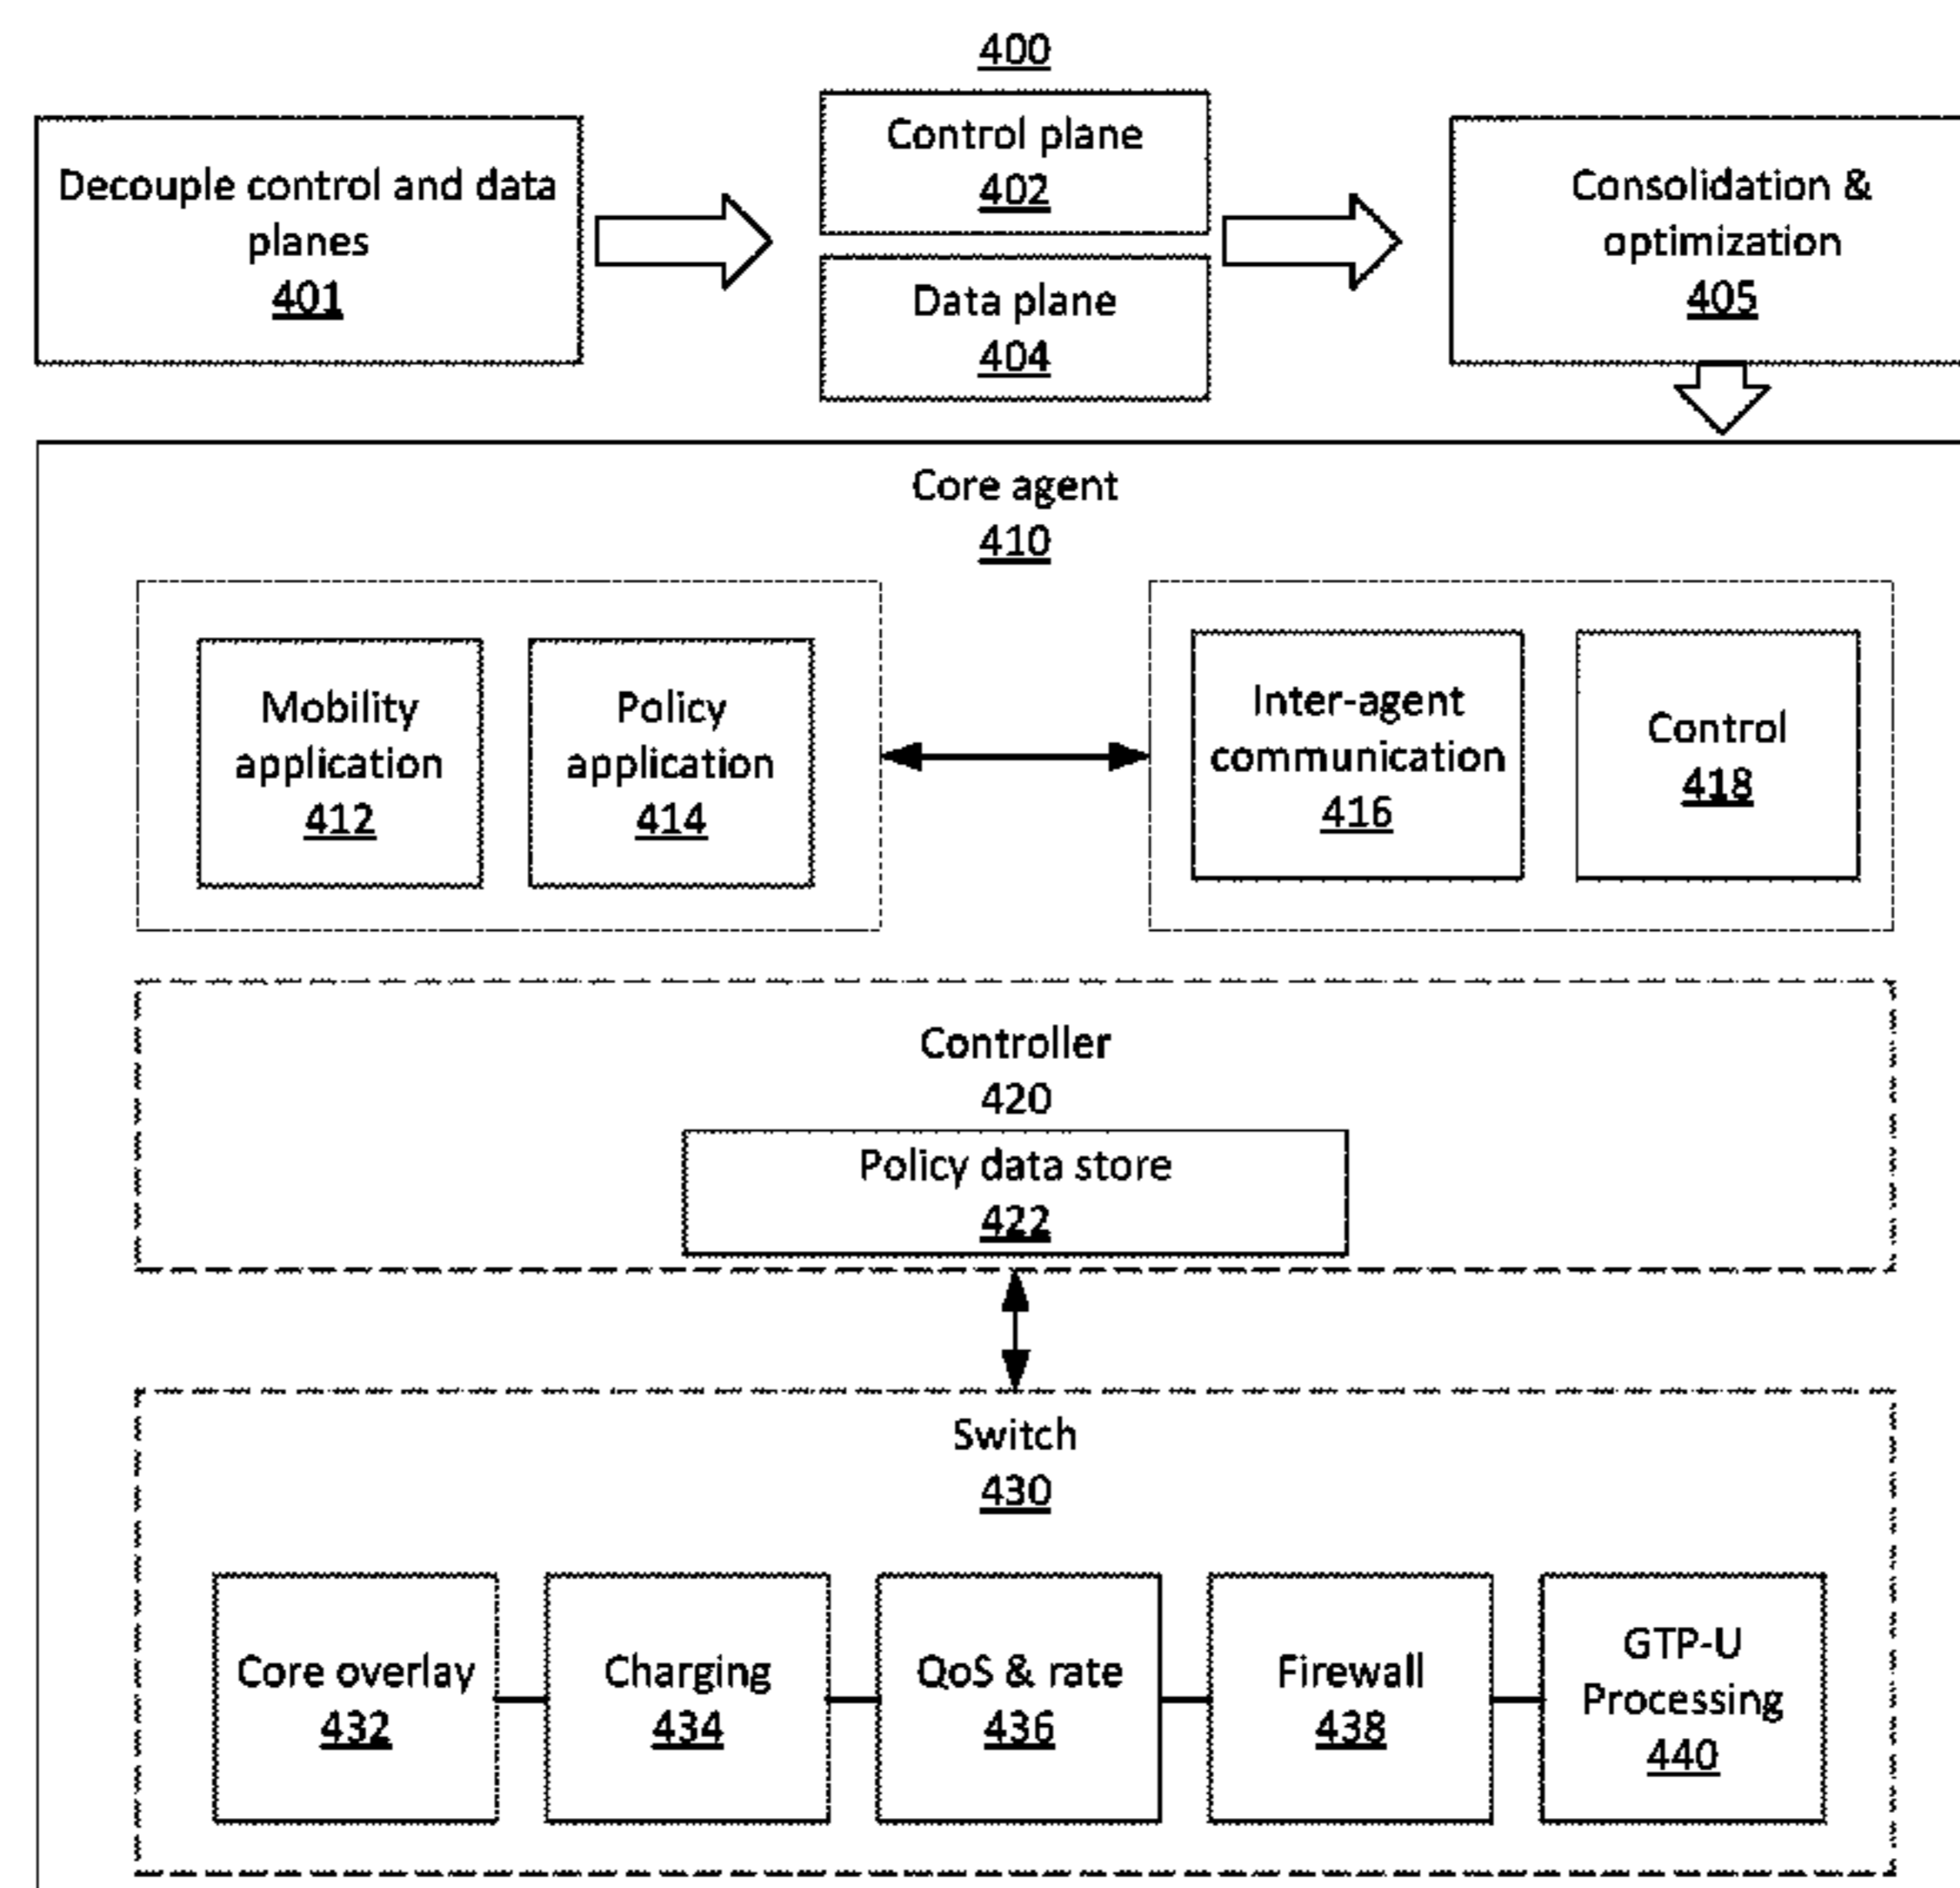 400
Decouple control and data
planes
401
Control plane
402
Data plane
404
Consolidation &
optimization
405
Core agent
410
Mobility
application
412
Policy
application
414
Inter-agent
communication
416
Control
418
Controller
420
Policy data store
422
Switch
430
Core overlay
432
Charging
434
QoS & rate
436
Firewall
438
GTP-U
Processing
440